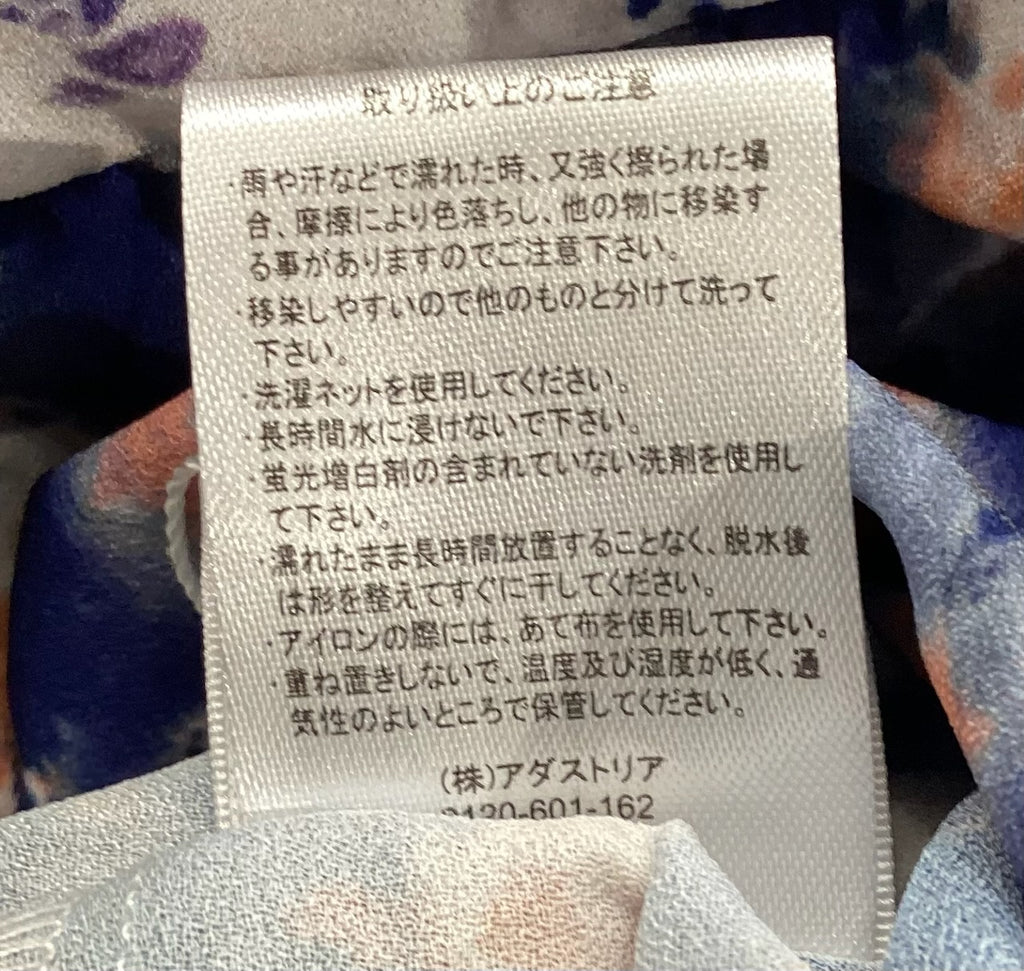 取り扱い上のご注意
・雨や汗などで濡れた時、又強く擦られた場
合、摩擦により色落ちし、他の物に移染す
る事がありますのでご注意下さい。
・移染しやすいので他のものと分けて洗って
下さい。
・洗濯ネットを使用してください。
・長時間水に浸けないで下さい。
・蛍光増白剤の含まれていない洗剤を使用し
て下さい。
・濡れたまま長時間放置することなく、脱水後
は形を整えてすぐに干してください。
・アイロンの際には、あて布を使用して下さい。
・重ね置きしないで、温度及び湿度が低く、通
気性のよいところで保管してください。
(株)アダストリア
0120-601-162